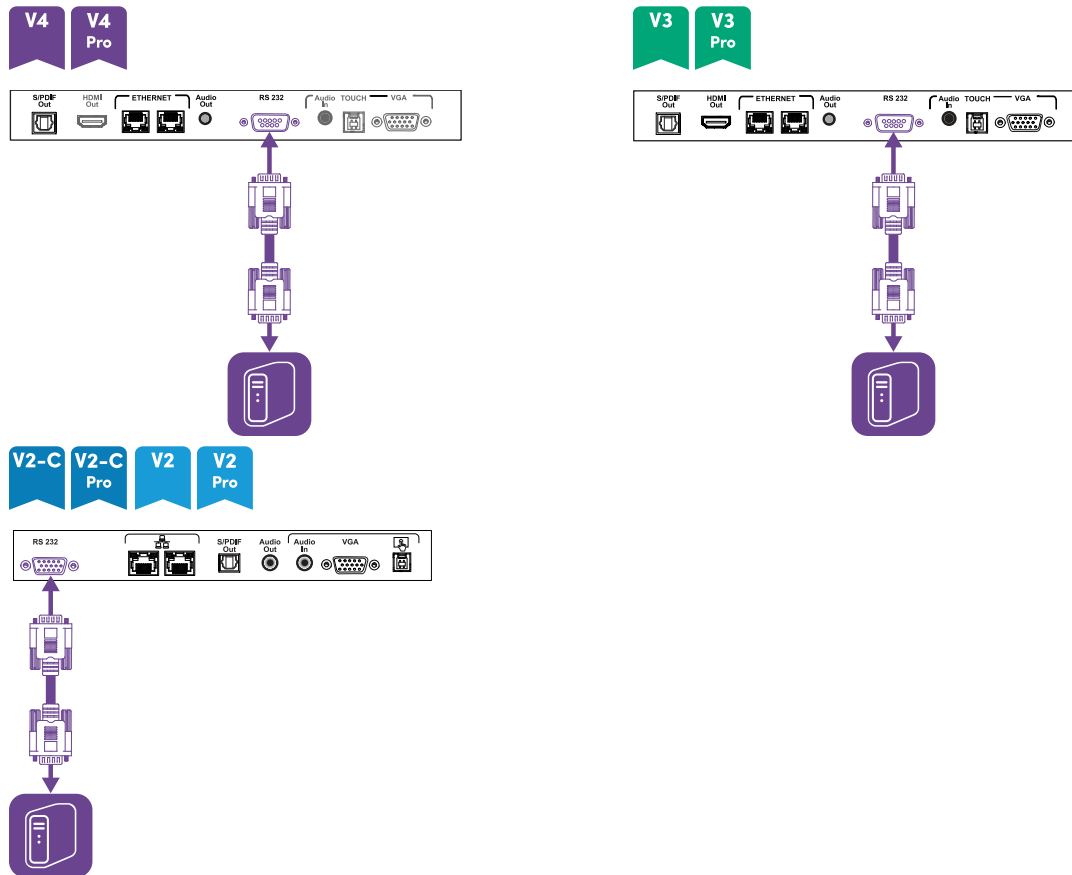 V4
V4
Pro
S/PDIF
Out
HDMI
Out
ETHERNET
Audio
Out
RS 232
Audio
In
TOUCH
VGA
V3
V3
Pro
S/PDIF
Out
HDMI
Out
ETHERNET
Audio
Out
RS 232
Audio
In
TOUCH
VGA
V2-C
V2-C
Pro
V2
V2
Pro
RS 232
S/PDIF
Out
Audio
Out
Audio
In
VGA